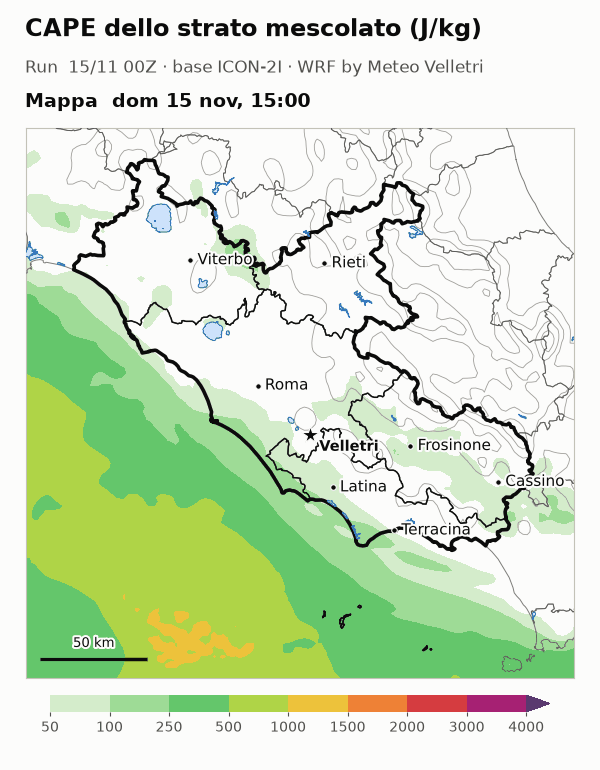 CAPE dello strato mescolato (J/kg)
Run 15/11 00Z · base ICON-2I · WRF by Meteo Velletri
Mappa dom 15 nov, 15:00
Viterbo
Rieti
Roma
Velletri
Frosinone
Cassino
Latina
Terracina
50 km
50 100 250 500 1000 1500 2000 3000 4000